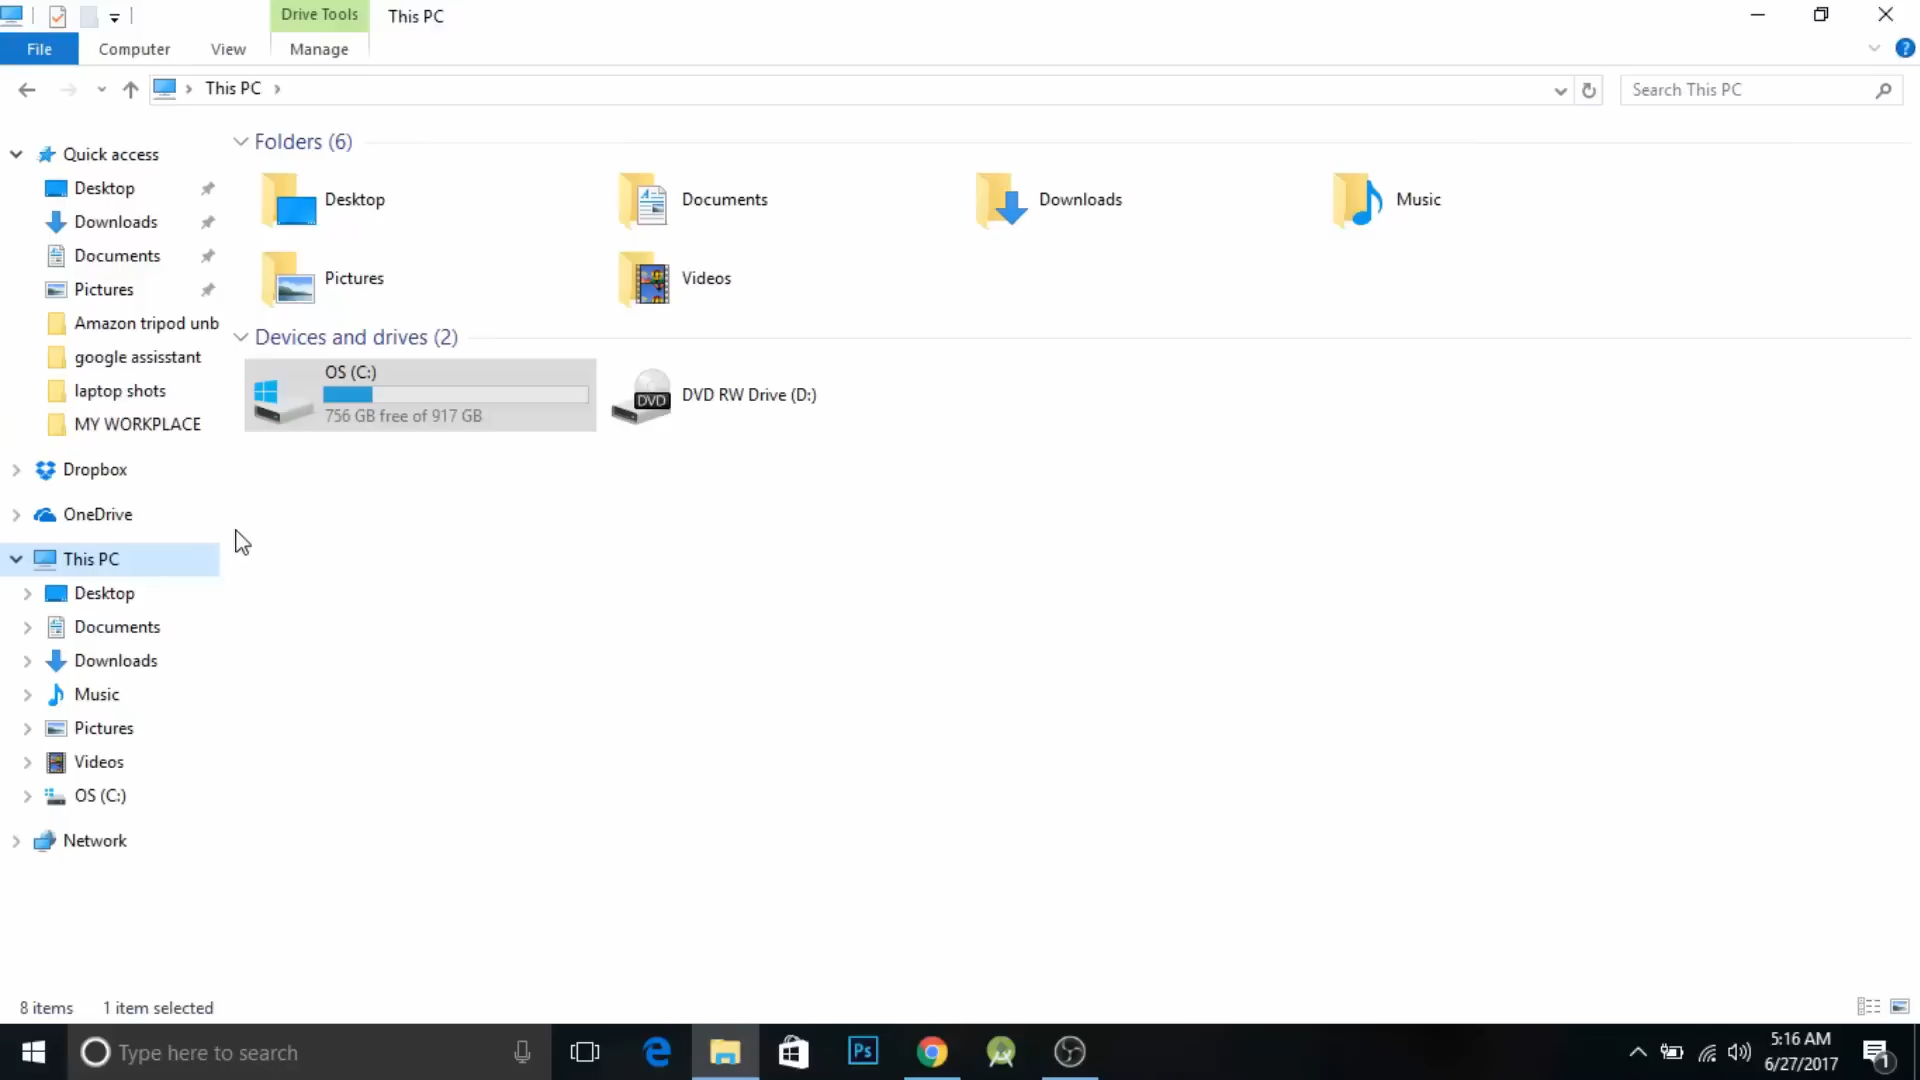 Drive Tools
This PC
File
Computer
View
Manage
?
This PC
Search This PC
Quick access
Desktop
Downloads
Documents
Pictures
Amazon tripod unb
google assisstant
laptop shots
MY WORKPLACE
Dropbox
OneDrive
This PC
Desktop
Documents
Downloads
Music
Pictures
Videos
OS (C:)
Network
Folders (6)
Desktop
Documents
Downloads
Music
Pictures
Videos
Devices and drives (2)
OS (C:)
756 GB free of 917 GB
DVD
DVD RW Drive (D:)
8 items
1 item selected
Type here to search
Ps
5:16 AM
6/27/2017
1